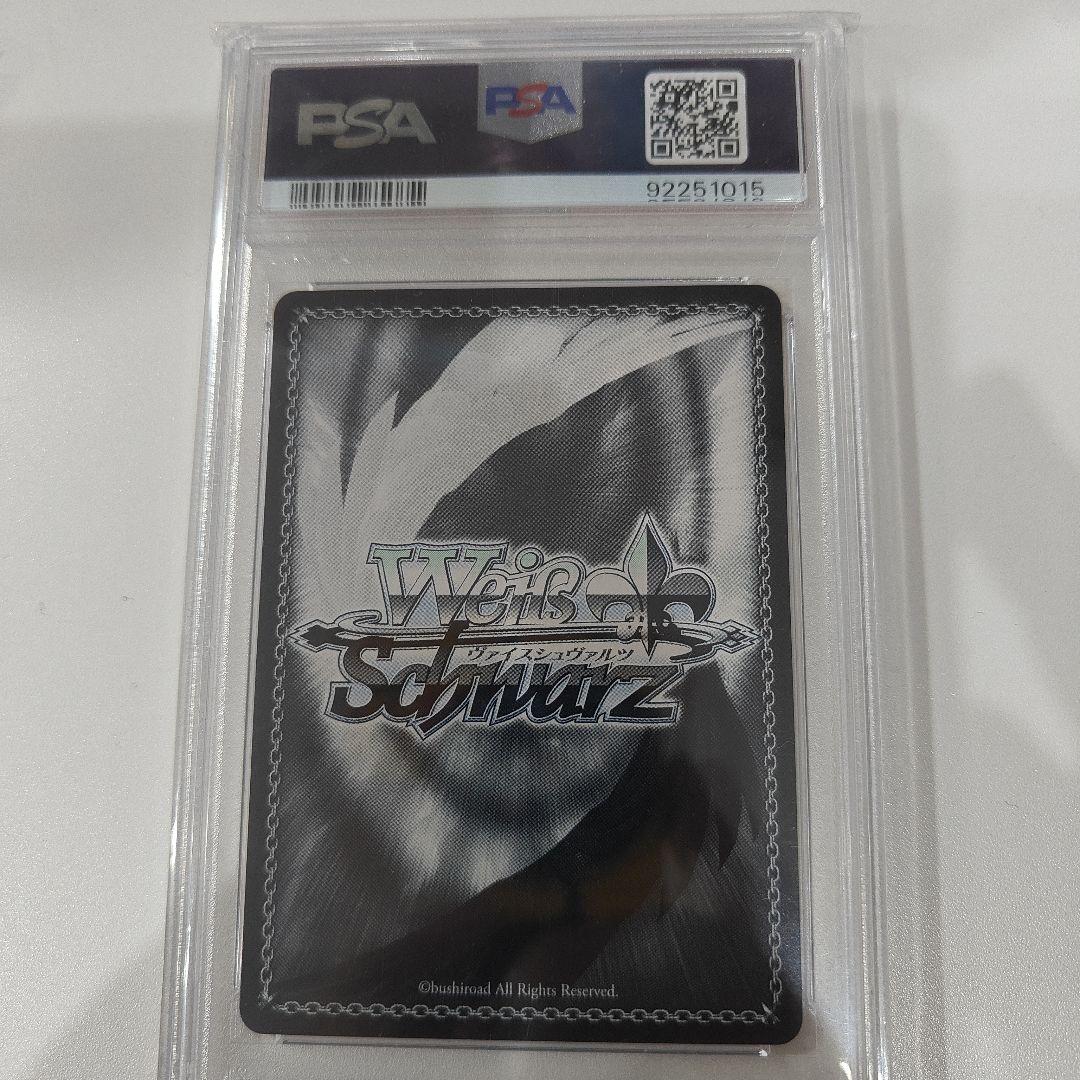 PSA
PSA
92251015
Weiß
ヴァイスシュヴァルツ
Schwarz
©bushiroad All Rights Reserved.